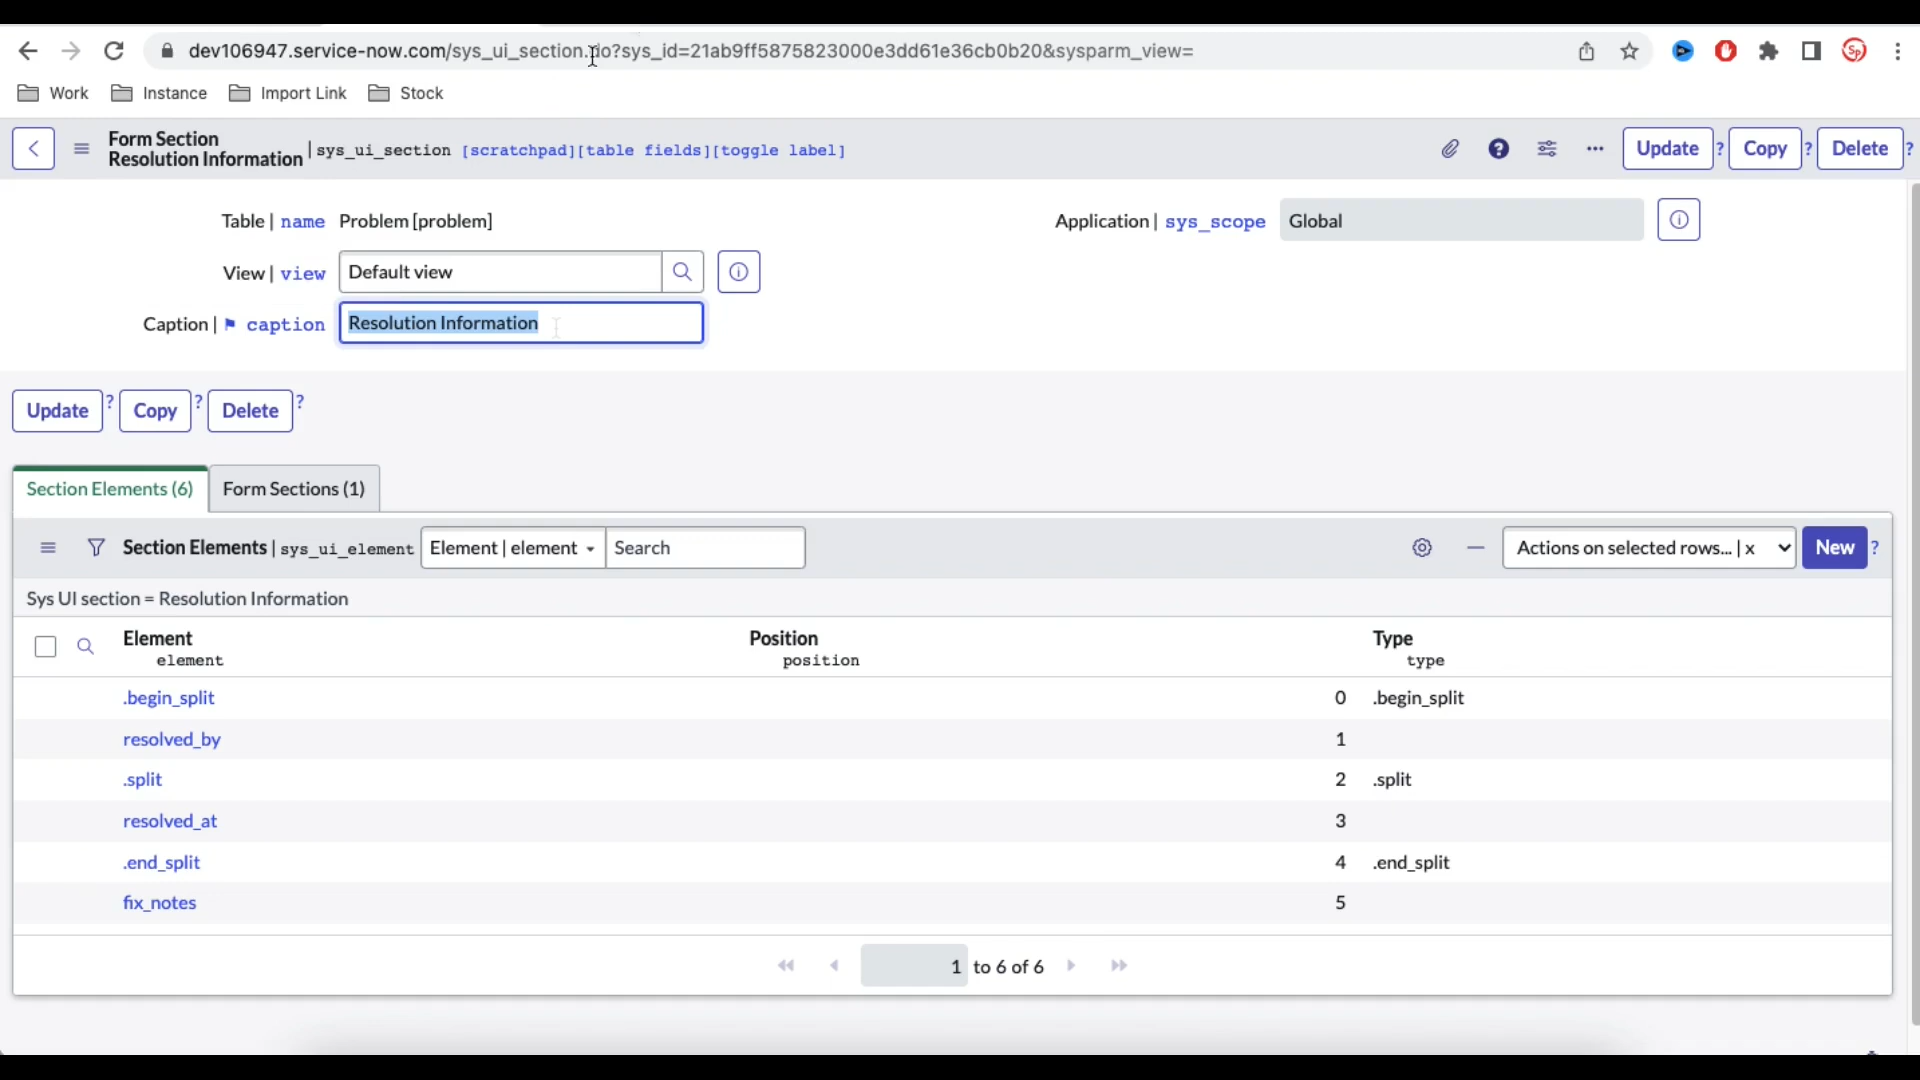 dev106947.service-now.com/sys_ui_section.do?sys_id=21ab9ff5875823000e3dd61e36cb0b20&sysparm_view=
Work Instance Import Link Stock
Form Section
Resolution Information | sys_ui_section [scratchpad][table fields][toggle label]
Update ? Copy ? Delete ?
Table | name Problem [problem]
Application | sys_scope Global
View | view Default view
Caption | caption Resolution Information
Update ? Copy ? Delete ?
Section Elements (6) Form Sections (1)
Section Elements | sys_ui_element Element | element Search Actions on selected rows... | x New ?
Sys UI section = Resolution Information
Element Position Type
element position type
.begin_split 0 .begin_split
resolved_by 1
.split 2 .split
resolved_at 3
.end_split 4 .end_split
fix_notes 5
1 to 6 of 6